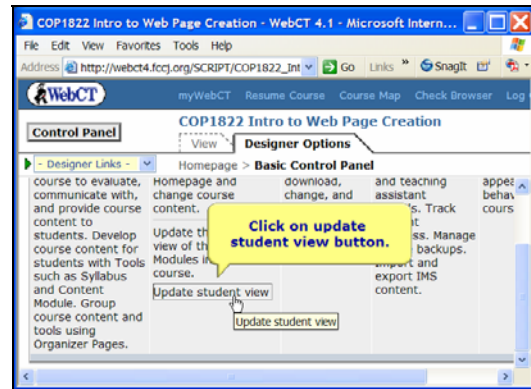 COP1822 Intro to Web Page Creation - WebCT 4.1 - Microsoft Intern...
File Edit View Favorites Tools Help
Address http://webct4.fccj.org/SCRIPT/COP1822_Int Go Links » SnagIt
WebCT
myWebCT Resume Course Course Map Check Browser Log
Control Panel
COP1822 Intro to Web Page Creation
View Designer Options
- Designer Links -
Homepage > Basic Control Panel
course to evaluate,
communicate with,
and provide course
content to
students. Develop
course content for
students with Tools
such as Syllabus
and Content
Module. Group
course content and
tools using
Organizer Pages.
Homepage and
change course
content.
Update th
view of th
Modules i
course.
Update student view
download,
change, and
and teaching
assistant
s. Track
t
ss. Manage
backups.
port and
export IMS
content.
appea
behav
cours
Click on update
student view button.
Update student view